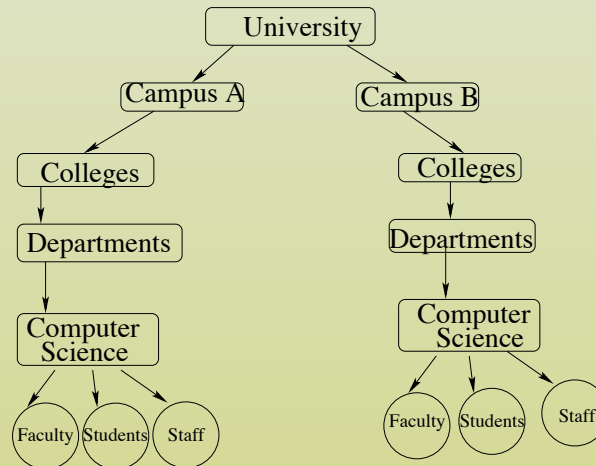 University
Campus A
Campus B
Colleges
Colleges
Departments
Departments
Computer
Science
Computer
Science
Faculty
Students
Staff
Faculty
Students
Staff